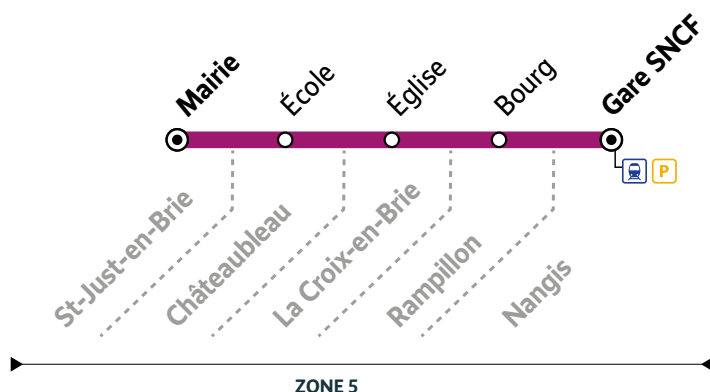 Mairie
École
Église
Bourg
Gare SNCF
P
St-Just-en-Brie
Châteaubleau
La Croix-en-Brie
Rampillon
Nangis
ZONE 5